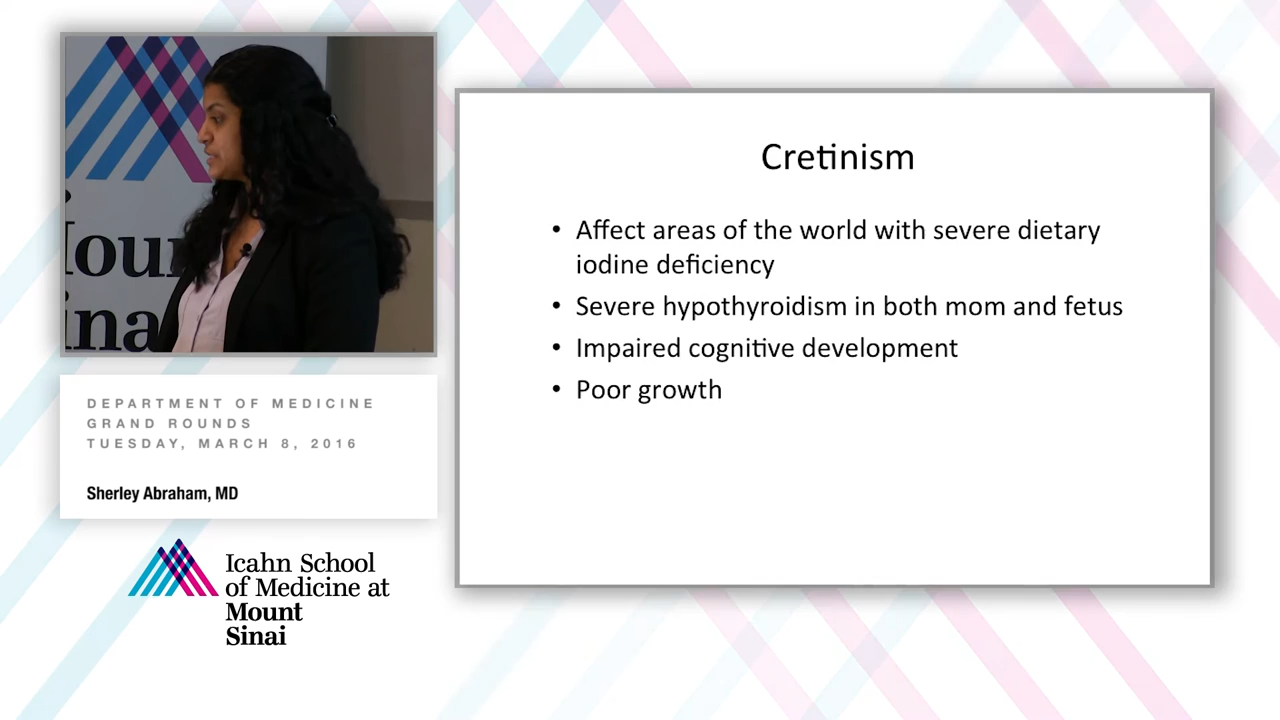 Mount
Sinai
DEPARTMENT OF MEDICINE
GRAND ROUNDS
TUESDAY, MARCH 8, 2016
Sherley Abraham, MD
Icahn School
of Medicine at
Mount
Sinai
Cretinism
• Affect areas of the world with severe dietary
iodine deficiency
• Severe hypothyroidism in both mom and fetus
• Impaired cognitive development
• Poor growth